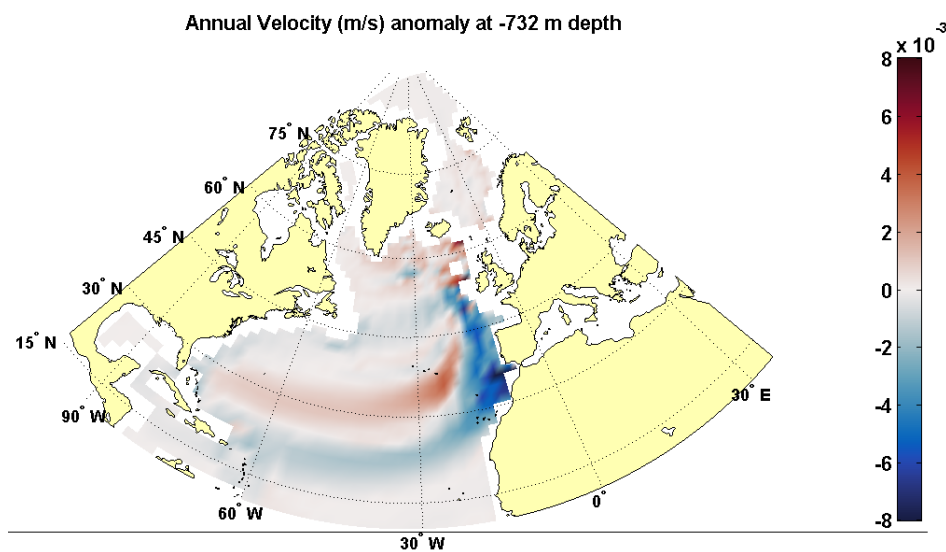 Annual Velocity (m/s) anomaly at -732 m depth
x 10⁻³
8
6
4
2
0
-2
-4
-6
-8
75° N
60° N
45° N
30° N
15° N
90° W
60° W
30° W
0°
30° E